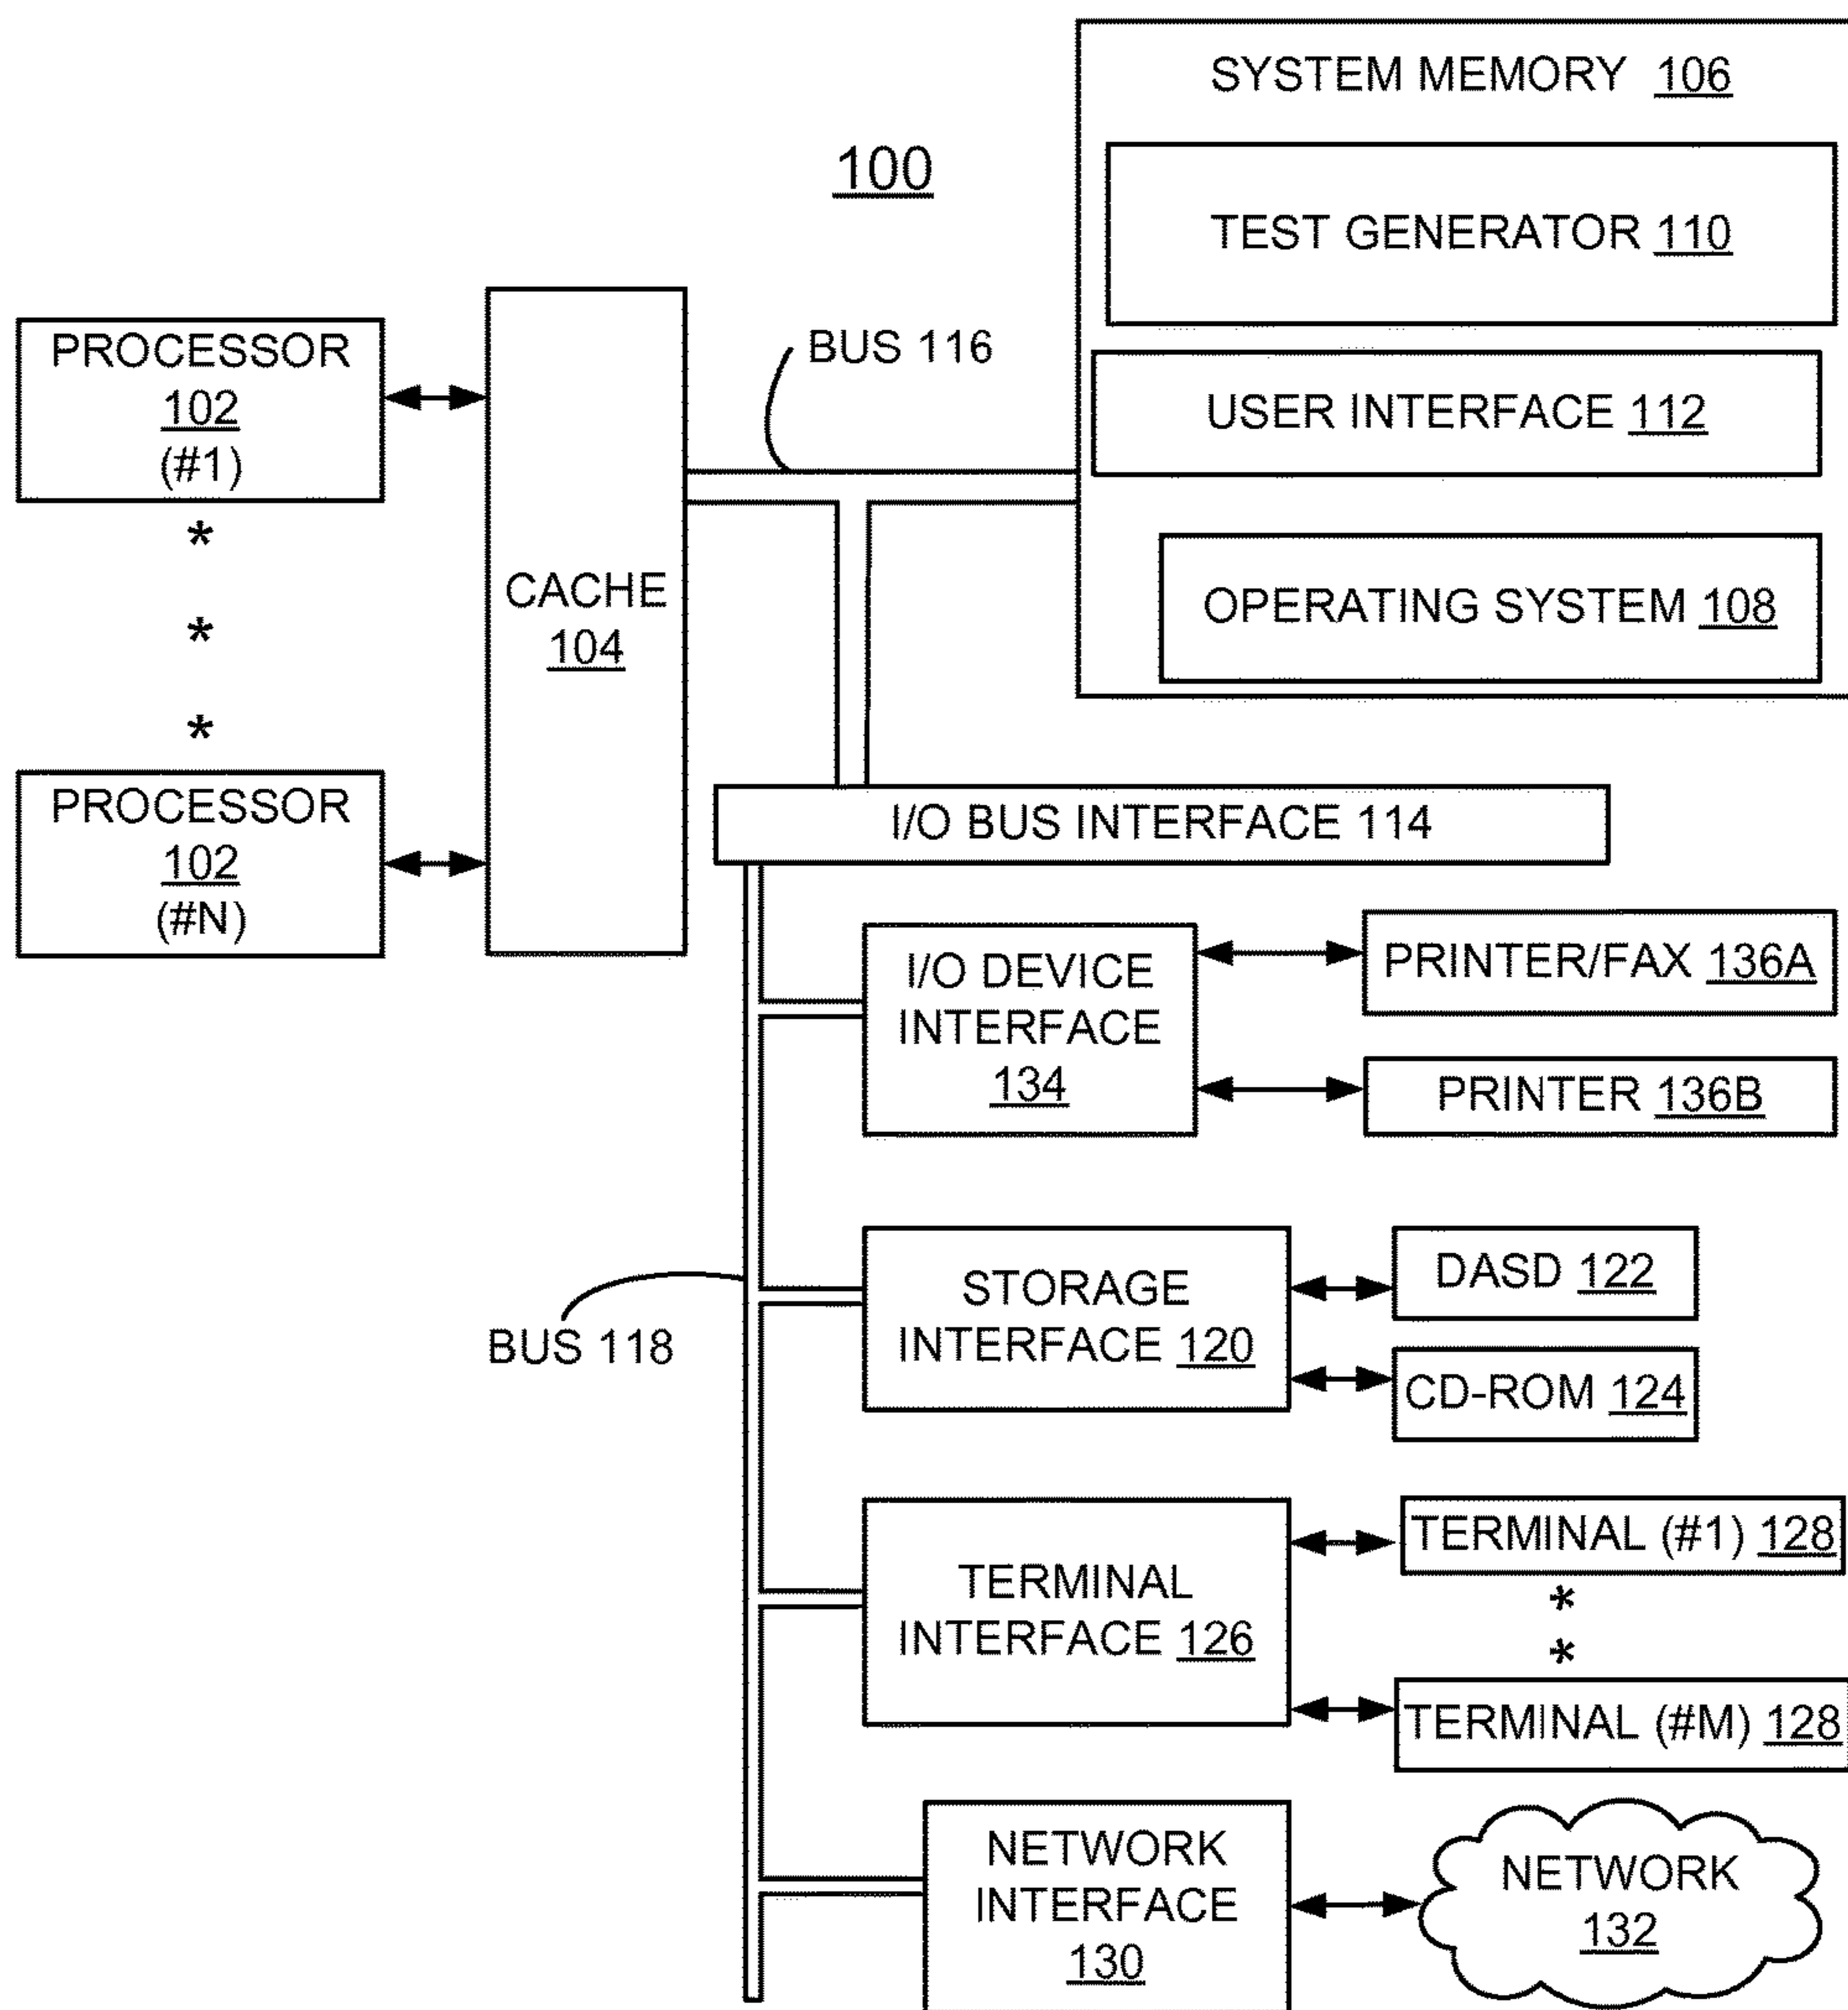 SYSTEM MEMORY 106
100
TEST GENERATOR 110
BUS 116
USER INTERFACE 112
OPERATING SYSTEM 108
PROCESSOR
102
(#1)
*
*
*
PROCESSOR
102
(#N)
CACHE
104
I/O BUS INTERFACE 114
I/O DEVICE
INTERFACE
134
PRINTER/FAX 136A
PRINTER 136B
BUS 118
STORAGE
INTERFACE 120
DASD 122
CD-ROM 124
TERMINAL
INTERFACE 126
TERMINAL (#1) 128
*
*
TERMINAL (#M) 128
NETWORK
INTERFACE
130
NETWORK
132